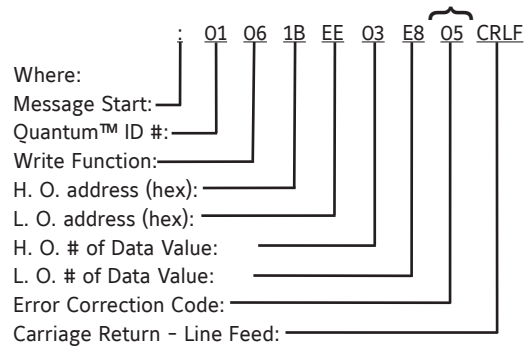 : 01 06 1B EE 03 E8 05 CRLF
Where:
Message Start:
Quantum™ ID #:
Write Function:
H. O. address (hex):
L. O. address (hex):
H. O. # of Data Value:
L. O. # of Data Value:
Error Correction Code:
Carriage Return - Line Feed: